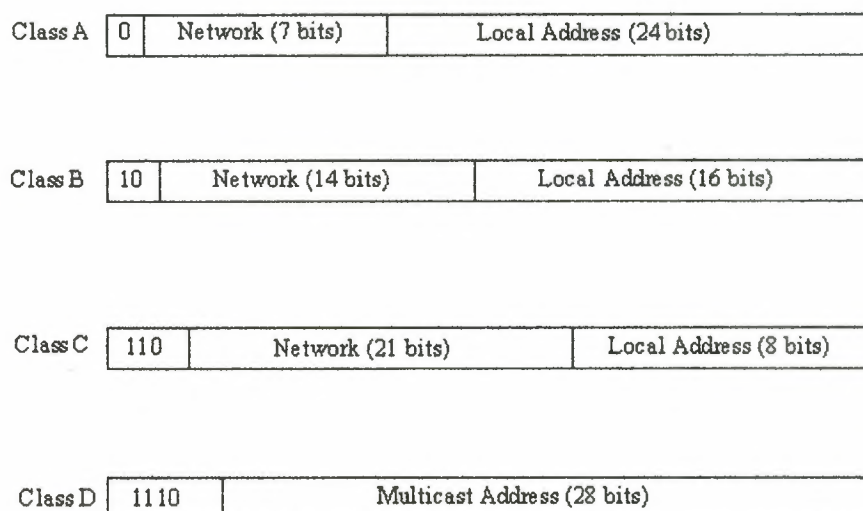 Class A 0 Network (7 bits) Local Address (24 bits)
Class B 10 Network (14 bits) Local Address (16 bits)
Class C 110 Network (21 bits) Local Address (8 bits)
Class D 1110 Multicast Address (28 bits)